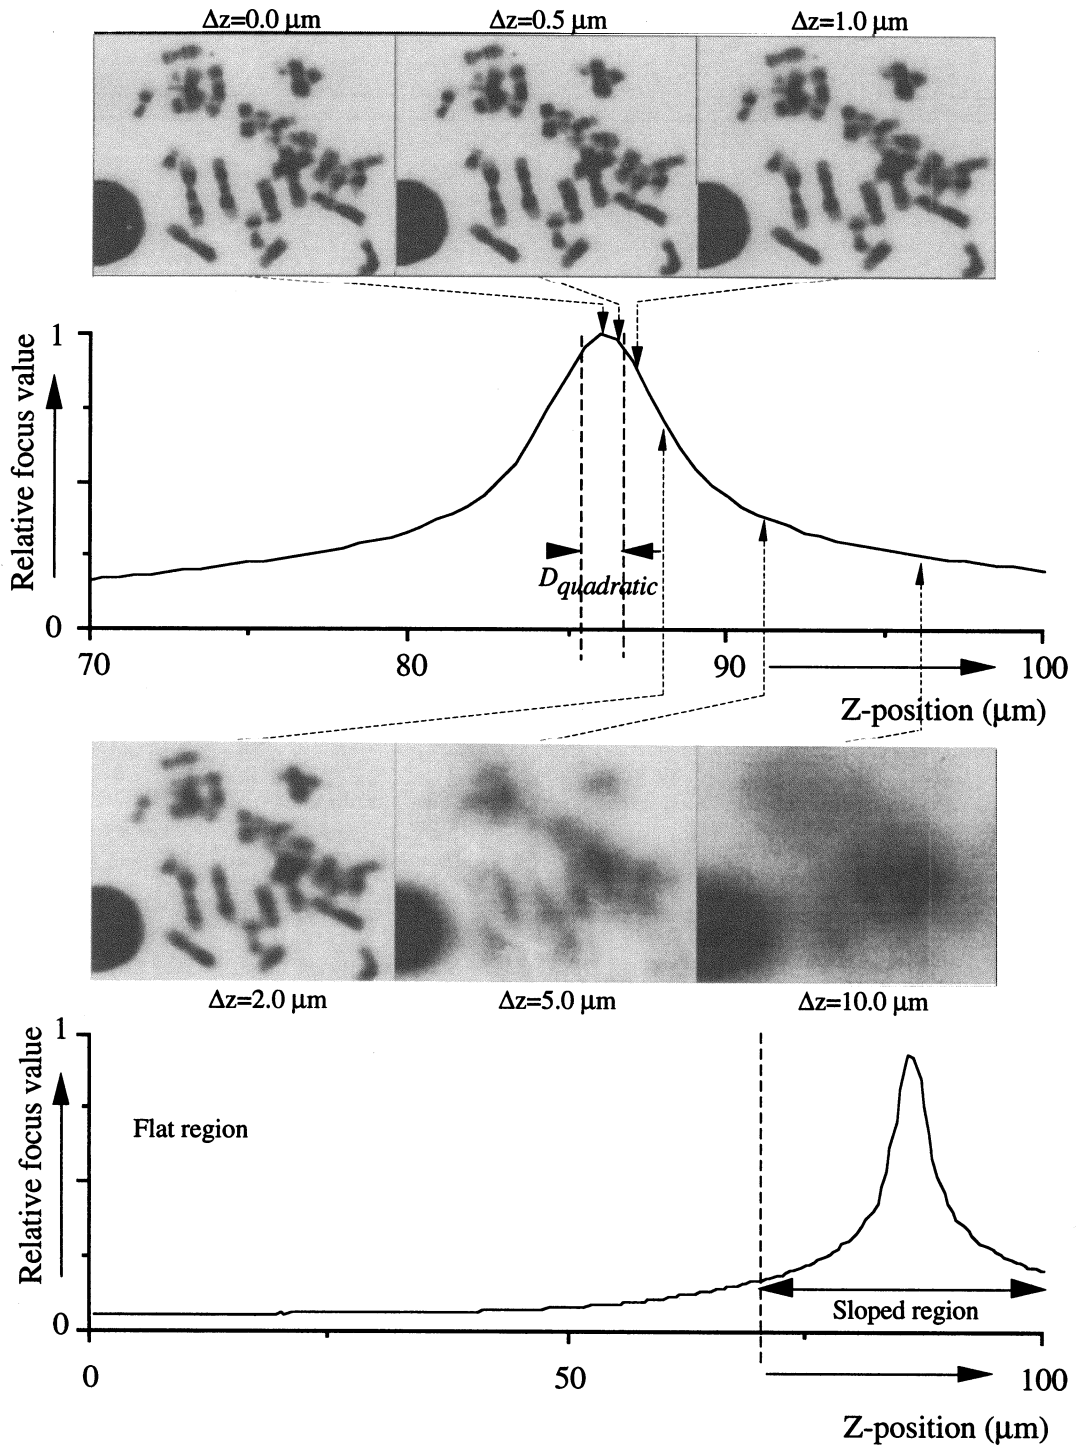 Δz=0.0 μm Δz=0.5 μm Δz=1.0 μm
1
Relative focus value
D quadratic
0
70 80 90 100
Z-position (μm)
Δz=2.0 μm Δz=5.0 μm Δz=10.0 μm
1
Relative focus value
Flat region
Sloped region
0
0 50 100
Z-position (μm)